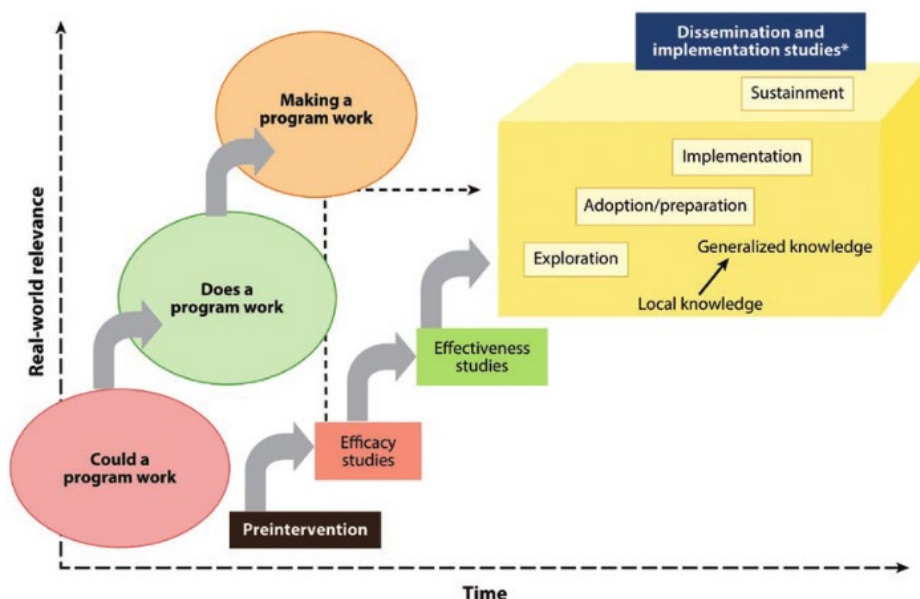 Dissemination and
implementation studies*
Sustainment
Making a
program work
Implementation
Adoption/preparation
Generalized knowledge
Exploration
Local knowledge
Does a
program work
Effectiveness
studies
Could a
program work
Efficacy
studies
Preintervention
Real-world relevance
Time